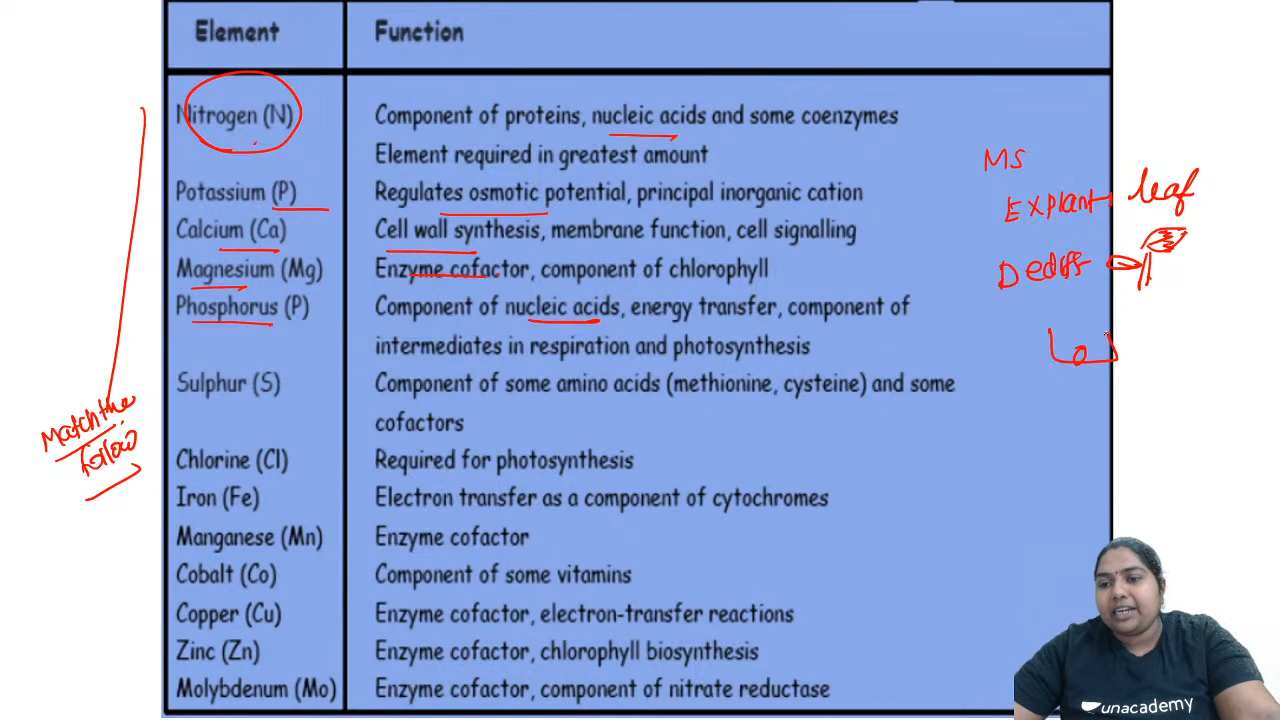 Element Function
Nitrogen (N) Component of proteins, nucleic acids and some coenzymes
Element required in greatest amount
Potassium (P) Regulates osmotic potential, principal inorganic cation
Calcium (Ca) Cell wall synthesis, membrane function, cell signalling
Magnesium (Mg) Enzyme cofactor, component of chlorophyll
Phosphorus (P) Component of nucleic acids, energy transfer, component of
intermediates in respiration and photosynthesis
Sulphur (S) Component of some amino acids (methionine, cysteine) and some
cofactors
Chlorine (Cl) Required for photosynthesis
Iron (Fe) Electron transfer as a component of cytochromes
Manganese (Mn) Enzyme cofactor
Cobalt (Co) Component of some vitamins
Copper (Cu) Enzyme cofactor, electron-transfer reactions
Zinc (Zn) Enzyme cofactor, chlorophyll biosynthesis
Molybdenum (Mo) Enzyme cofactor, component of nitrate reductase
Match the
MS
Explants leaf
Dediff
unacademy